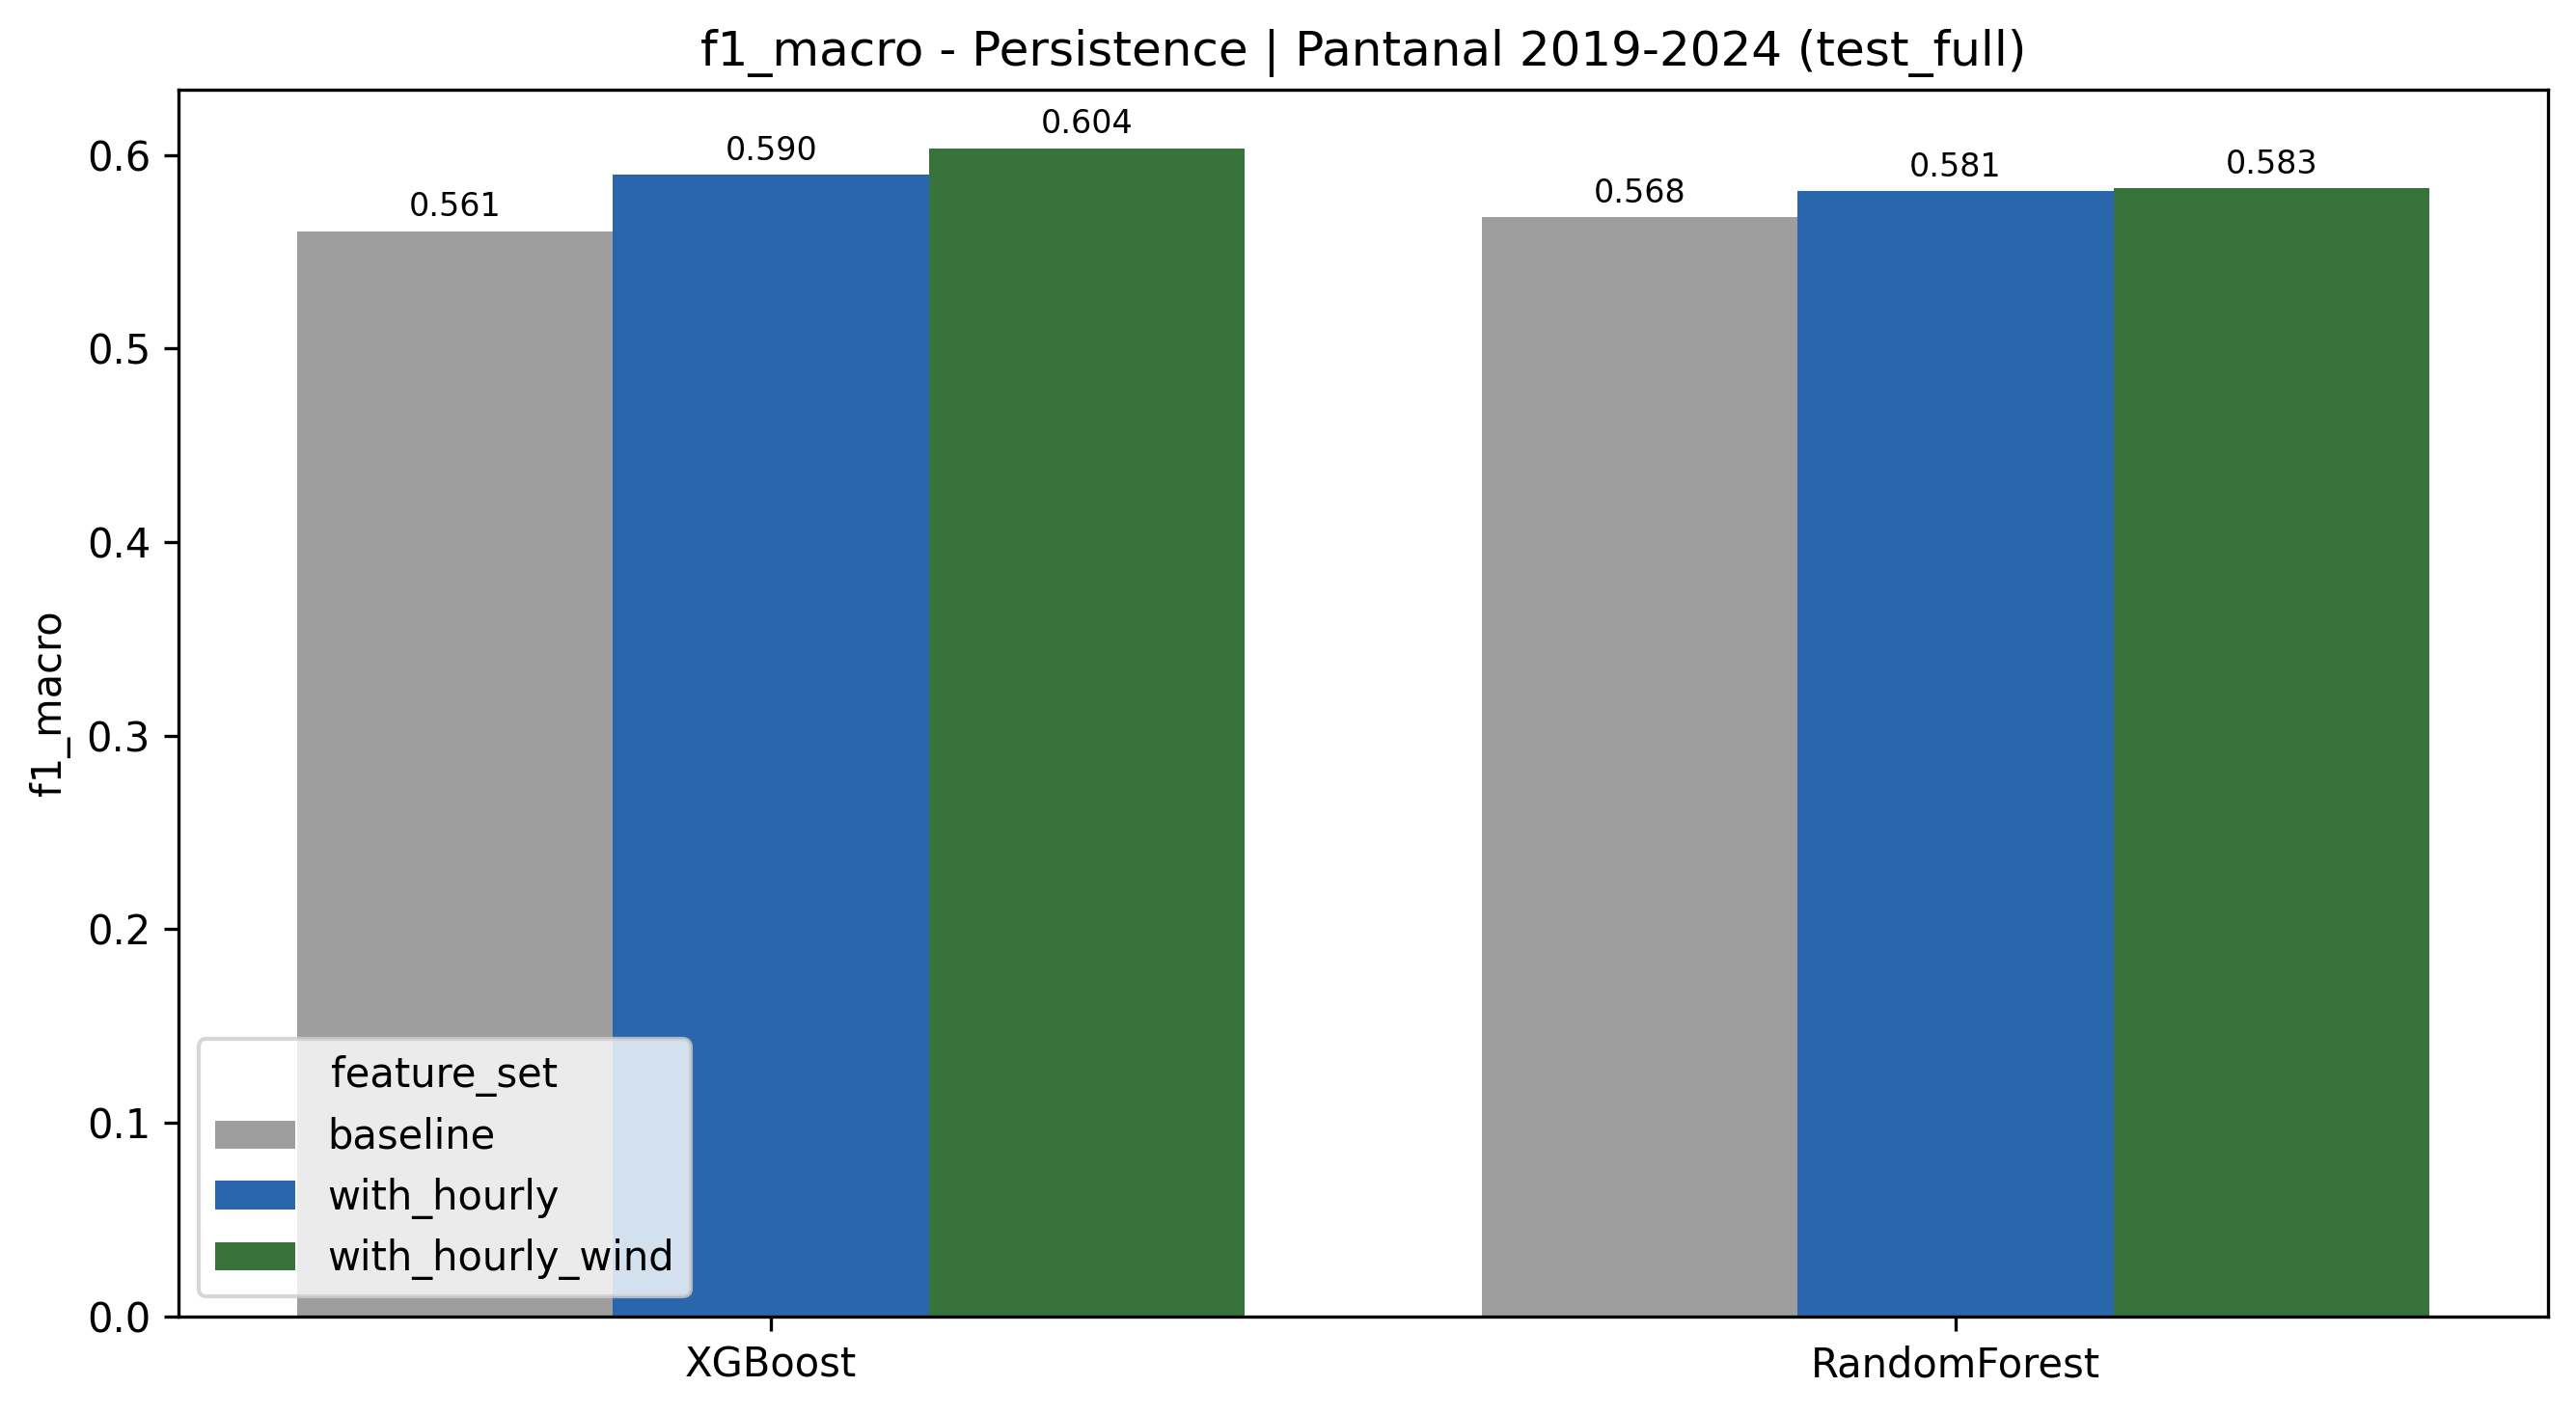 f1_macro - Persistence | Pantanal 2019-2024 (test_full)
f1_macro
0.6
0.5
0.4
0.3
0.2
0.1
0.0
0.561
0.590
0.604
0.568
0.581
0.583
feature_set
baseline
with_hourly
with_hourly_wind
XGBoost
RandomForest